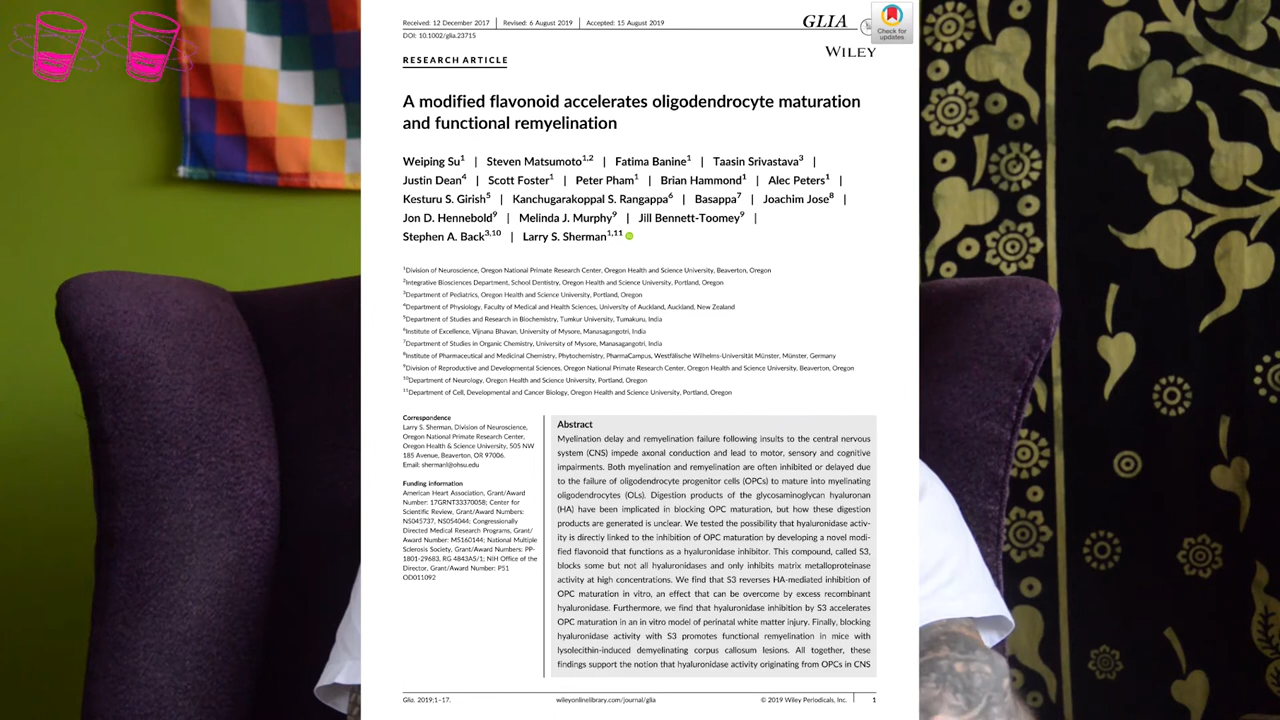 Received: 12 December 2017 | Revised: 6 August 2019 | Accepted: 15 August 2019
DOI: 10.1002/glia.23715
GLIA
Check for
updates
WILEY
RESEARCH ARTICLE
A modified flavonoid accelerates oligodendrocyte maturation
and functional remyelination
Weiping Su1 | Steven Matsumoto1,2 | Fatima Banine1 | Taasin Srivastava3 |
Justin Dean4 | Scott Foster1 | Peter Pham1 | Brian Hammond1 | Alec Peters1 |
Kesturu S. Girish5 | Kanchugarakoppal S. Rangappa6 | Basappa7 | Joachim Jose8 |
Jon D. Hennebold9 | Melinda J. Murphy9 | Jill Bennett-Toomey9 |
Stephen A. Back3,10 | Larry S. Sherman1,11
1Division of Neuroscience, Oregon National Primate Research Center, Oregon Health and Science University, Beaverton, Oregon
2Integrative Biosciences Department, School Dentistry, Oregon Health and Science University, Portland, Oregon
3Department of Pediatrics, Oregon Health and Science University, Portland, Oregon
4Department of Physiology, Faculty of Medical and Health Sciences, University of Auckland, Auckland, New Zealand
5Department of Studies and Research in Biochemistry, Tumkur University, Tumakuru, India
6Institute of Excellence, Vijnana Bhavan, University of Mysore, Manasagangotri, India
7Department of Studies in Organic Chemistry, University of Mysore, Manasagangotri, India
8Institute of Pharmaceutical and Medicinal Chemistry, Phytochemistry, PharmaCampus, Westfälische Wilhelms-Universität Münster, Münster, Germany
9Division of Reproductive and Developmental Sciences, Oregon National Primate Research Center, Oregon Health and Science University, Beaverton, Oregon
10Department of Neurology, Oregon Health and Science University, Portland, Oregon
11Department of Cell, Developmental and Cancer Biology, Oregon Health and Science University, Portland, Oregon
Correspondence
Larry S. Sherman, Division of Neuroscience,
Oregon National Primate Research Center,
Oregon Health & Science University, 505 NW
185 Avenue, Beaverton, OR 97006.
Email: shermanl@ohsu.edu
Funding information
American Heart Association, Grant/Award
Number: 17GRNT33370058; Center for
Scientific Review, Grant/Award Numbers:
NS045737, NS054044; Congressionally
Directed Medical Research Programs, Grant/
Award Number: MS160144; National Multiple
Sclerosis Society, Grant/Award Numbers: PP-
1801-29683, RG 4843A5/1; NIH Office of the
Director, Grant/Award Number: P51
OD011092
Abstract
Myelination delay and remyelination failure following insults to the central nervous
system (CNS) impede axonal conduction and lead to motor, sensory and cognitive
impairments. Both myelination and remyelination are often inhibited or delayed due
to the failure of oligodendrocyte progenitor cells (OPCs) to mature into myelinating
oligodendrocytes (OLs). Digestion products of the glycosaminoglycan hyaluronan
(HA) have been implicated in blocking OPC maturation, but how these digestion
products are generated is unclear. We tested the possibility that hyaluronidase activ-
ity is directly linked to the inhibition of OPC maturation by developing a novel modi-
fied flavonoid that functions as a hyaluronidase inhibitor. This compound, called S3,
blocks some but not all hyaluronidases and only inhibits matrix metalloproteinase
activity at high concentrations. We find that S3 reverses HA-mediated inhibition of
OPC maturation in vitro, an effect that can be overcome by excess recombinant
hyaluronidase. Furthermore, we find that hyaluronidase inhibition by S3 accelerates
OPC maturation in an in vitro model of perinatal white matter injury. Finally, blocking
hyaluronidase activity with S3 promotes functional remyelination in mice with
lysolecithin-induced demyelinating corpus callosum lesions. All together, these
findings support the notion that hyaluronidase activity originating from OPCs in CNS
Glia. 2019;1–17. wileyonlinelibrary.com/journal/glia © 2019 Wiley Periodicals, Inc. | 1